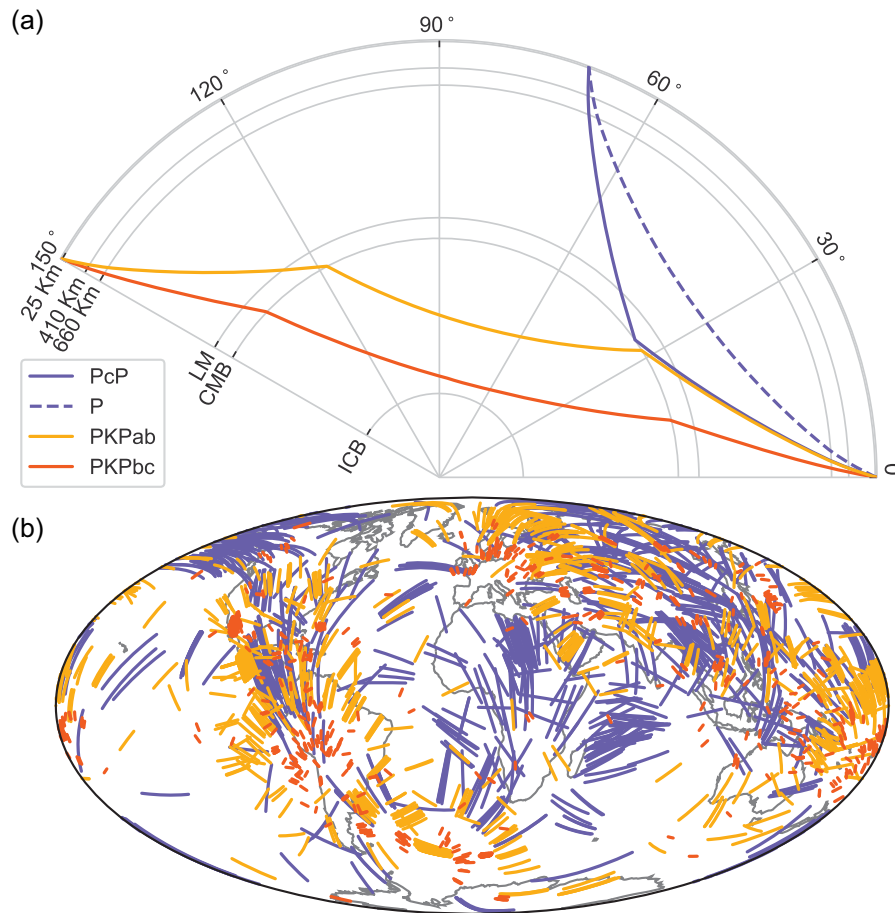 (a)
90°
120°
60°
30°
0
150°
25 Km
410 Km
660 Km
LM
CMB
ICB
PcP
P
PKPab
PKPbc
(b)